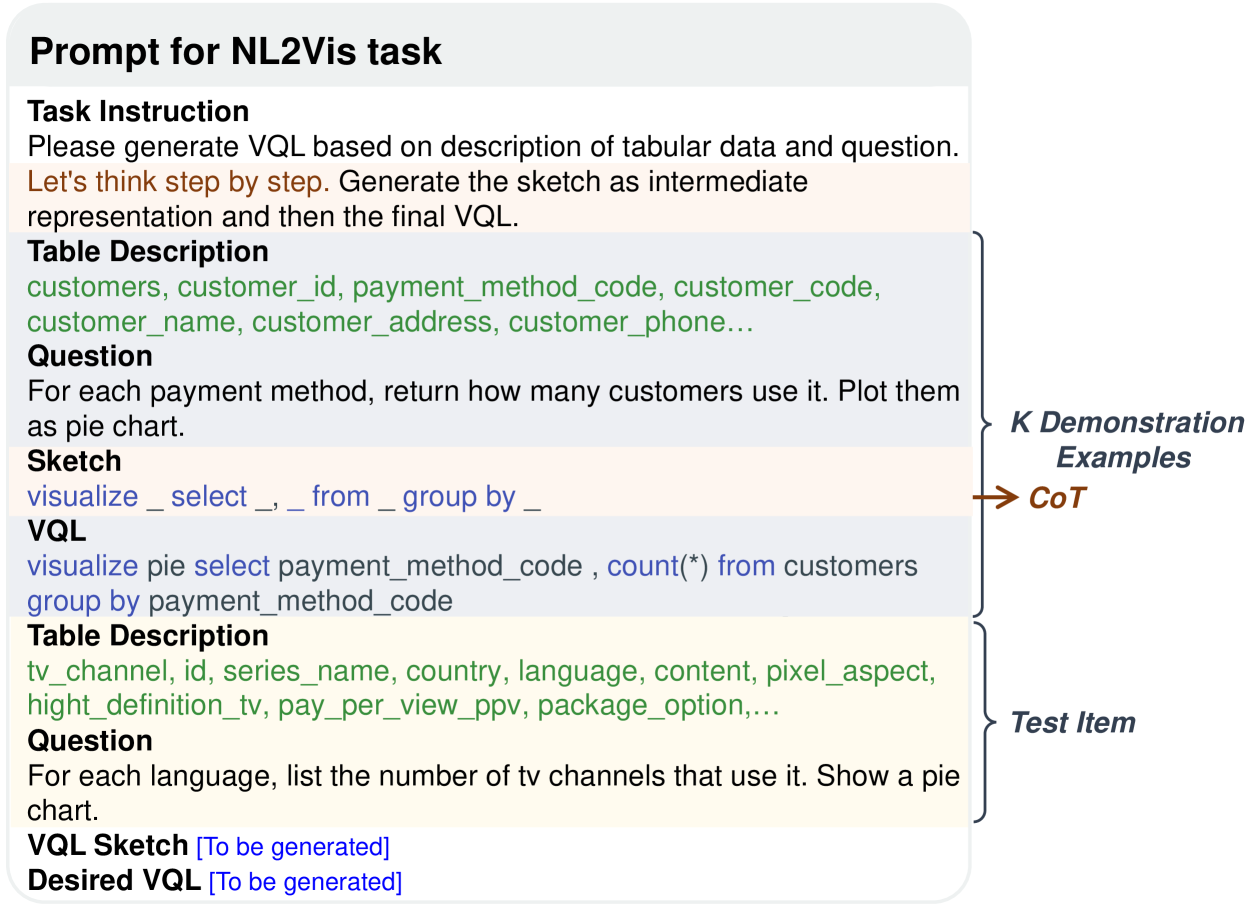 Prompt for NL2Vis task
Task Instruction
Please generate VQL based on description of tabular data and question.
Let's think step by step. Generate the sketch as intermediate
representation and then the final VQL.
Table Description
customers, customer_id, payment_method_code, customer_code,
customer_name, customer_address, customer_phone…
Question
For each payment method, return how many customers use it. Plot them
as pie chart.
Sketch
visualize _ select _, _ from _ group by _
VQL
visualize pie select payment_method_code , count(*) from customers
group by payment_method_code
K Demonstration
Examples
CoT
Table Description
tv_channel, id, series_name, country, language, content, pixel_aspect,
hight_definition_tv, pay_per_view_ppv, package_option,…
Question
For each language, list the number of tv channels that use it. Show a pie
chart.
Test Item
VQL Sketch [To be generated]
Desired VQL [To be generated]